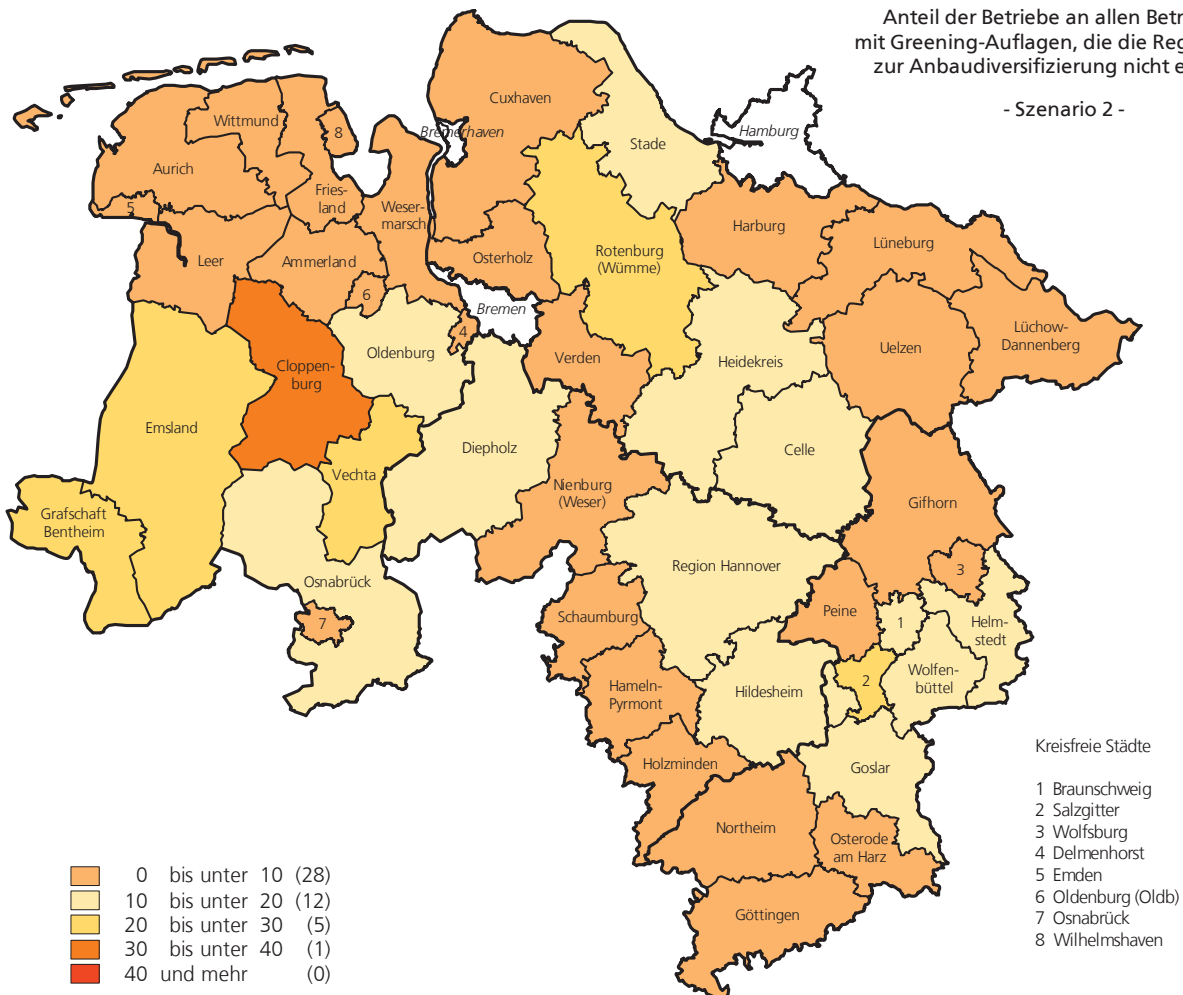 Anteil der Betriebe an allen Betr
mit Greening-Auflagen, die die Reg
zur Anbaudiversifizierung nicht e
- Szenario 2 -
Cuxhaven
Wittmund
8
Bremerhaven
Hamburg
Stade
Aurich
Fries-
land
Weser-
marsch
5
Harburg
Lüneburg
Rotenburg
(Wümme)
Leer
Ammerland
Osterholz
6
Bremen
4
Lüchow-
Dannenberg
Oldenburg
Verden
Heidekreis
Uelzen
Cloppen-
burg
Emsland
Diepholz
Celle
Vechta
Nienburg
(Weser)
Gifhorn
Grafschaft
Bentheim
Region Hannover
3
Osnabrück
Schaumburg
Peine
1
Helm-
stedt
7
Wolfen-
büttel
2
Hameln-
Pyrmont
Hildesheim
Holzminden
Goslar
Northeim
Osterode
am Harz
Göttingen
Kreisfreie Städte
1 Braunschweig
2 Salzgitter
3 Wolfsburg
4 Delmenhorst
5 Emden
6 Oldenburg (Oldb)
7 Osnabrück
8 Wilhelmshaven
0 bis unter 10 (28)
10 bis unter 20 (12)
20 bis unter 30 (5)
30 bis unter 40 (1)
40 und mehr (0)